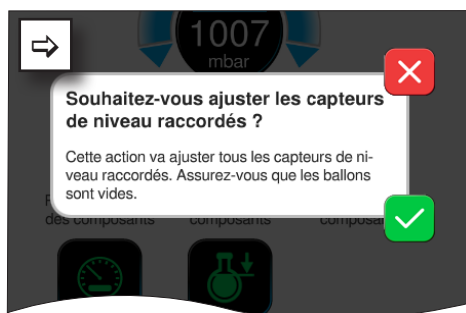 1007
mbar
Souhaitez-vous ajuster les capteurs
de niveau raccordés ?
Cette action va ajuster tous les capteurs de ni-
veau raccordés. Assurez-vous que les ballons
sont vides.
des composants composants